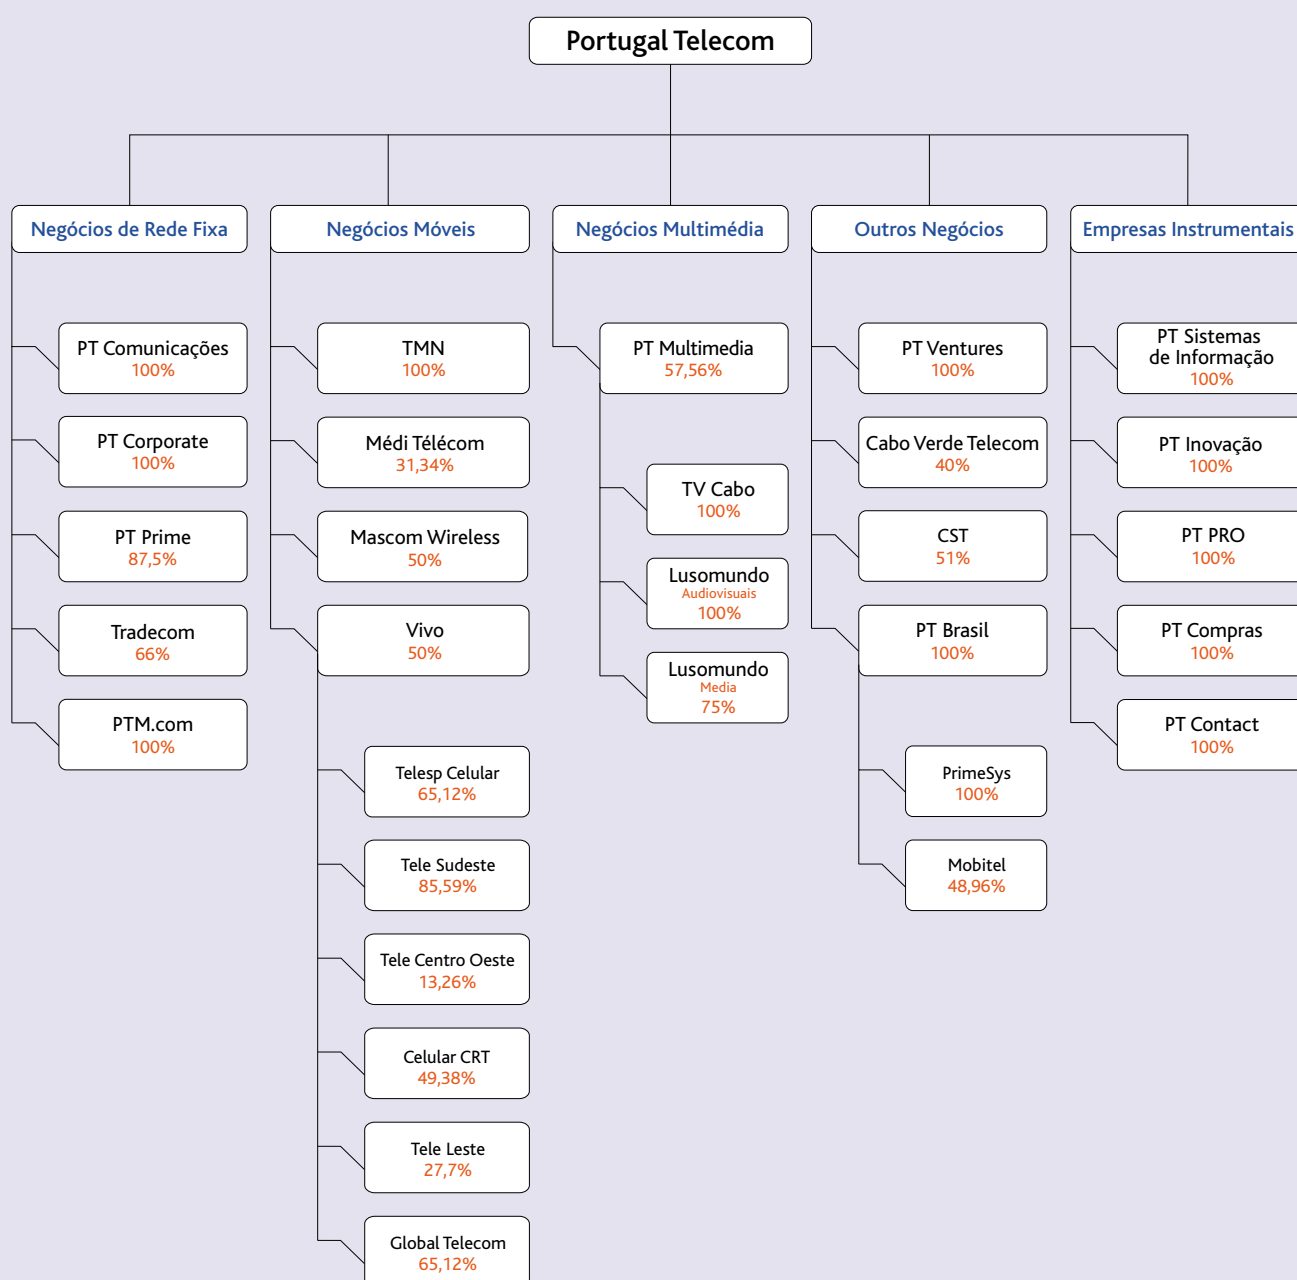 Portugal Telecom
Negócios de Rede Fixa
Negócios Móveis
Negócios Multimédia
Outros Negócios
Empresas Instrumentais
PT Comunicações
100%
PT Corporate
100%
PT Prime
87,5%
Tradecom
66%
PTM.com
100%
TMN
100%
Médi Télécom
31,34%
Mascom Wireless
50%
Vivo
50%
Telesp Celular
65,12%
Tele Sudeste
85,59%
Tele Centro Oeste
13,26%
Celular CRT
49,38%
Tele Leste
27,7%
Global Telecom
65,12%
PT Multimedia
57,56%
TV Cabo
100%
Lusomundo
Audiovisuais
100%
Lusomundo
Media
75%
PT Ventures
100%
Cabo Verde Telecom
40%
CST
51%
PT Brasil
100%
PrimeSys
100%
Mobitel
48,96%
PT Sistemas
de Informação
100%
PT Inovação
100%
PT PRO
100%
PT Compras
100%
PT Contact
100%